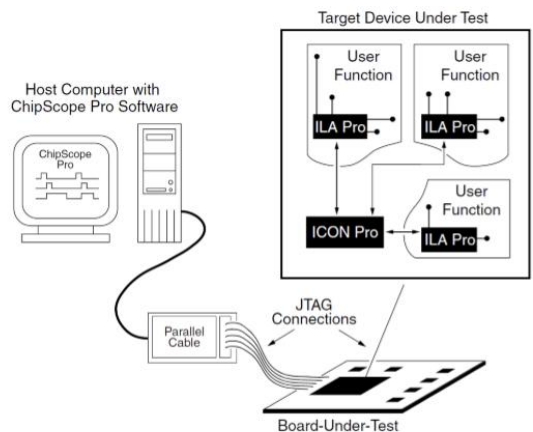 Target Device Under Test
User
Function
User
Function
ILA Pro
ILA Pro
User
Function
ICON Pro
ILA Pro
Host Computer with
ChipScope Pro Software
ChipScope
Pro
JTAG
Connections
Parallel
Cable
Board-Under-Test